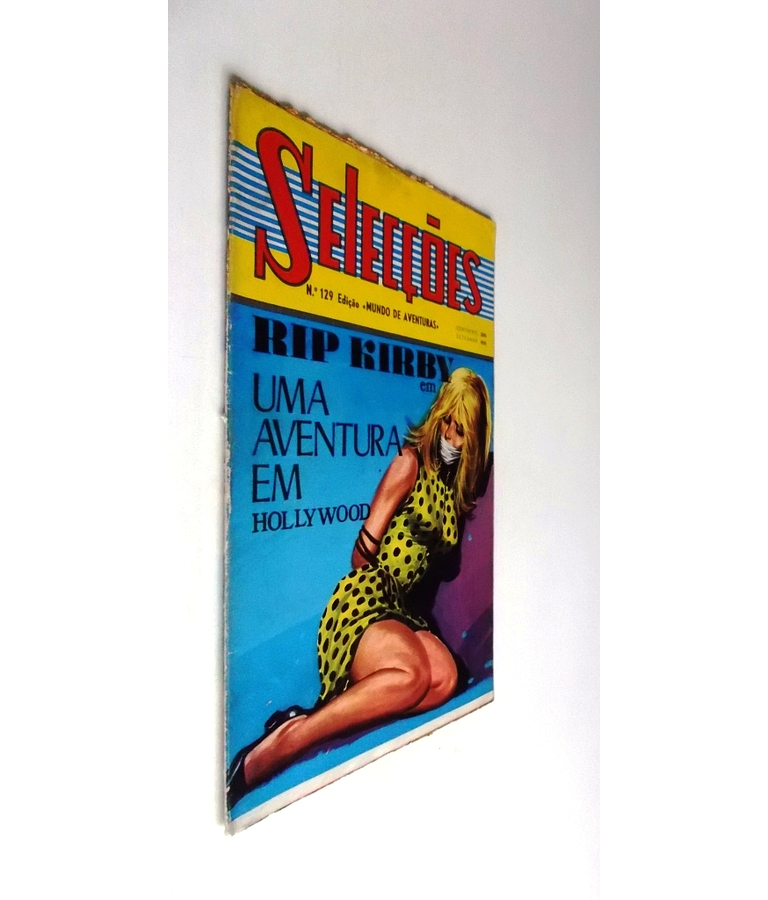 Selecções
N.º 129 Edição «MUNDO DE AVENTURAS»
RIP KIRBY
em
UMA
AVENTURA
EM
HOLLYWOOD